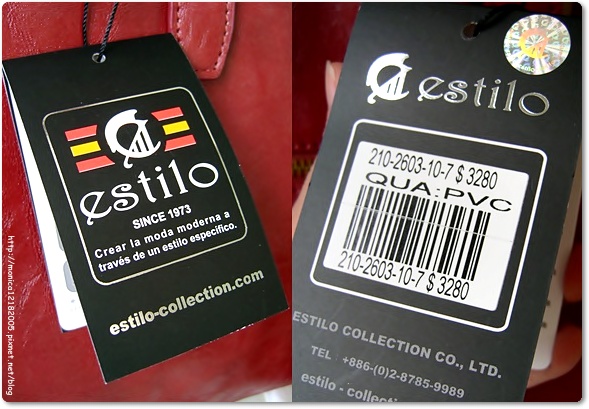 estilo
SINCE 1973
Crear la moda moderna a
través de un estilo específico.
estilo-collection.com
estilo
210-2603-10-7 $ 3280
QUA:PVC
210-2603-10-7 $ 3280
ESTILO COLLECTION CO., LTD.
TEL : +886-(0)2-8785-9989
estilo - collecti
http://monica12182005.pixnet.net/blog